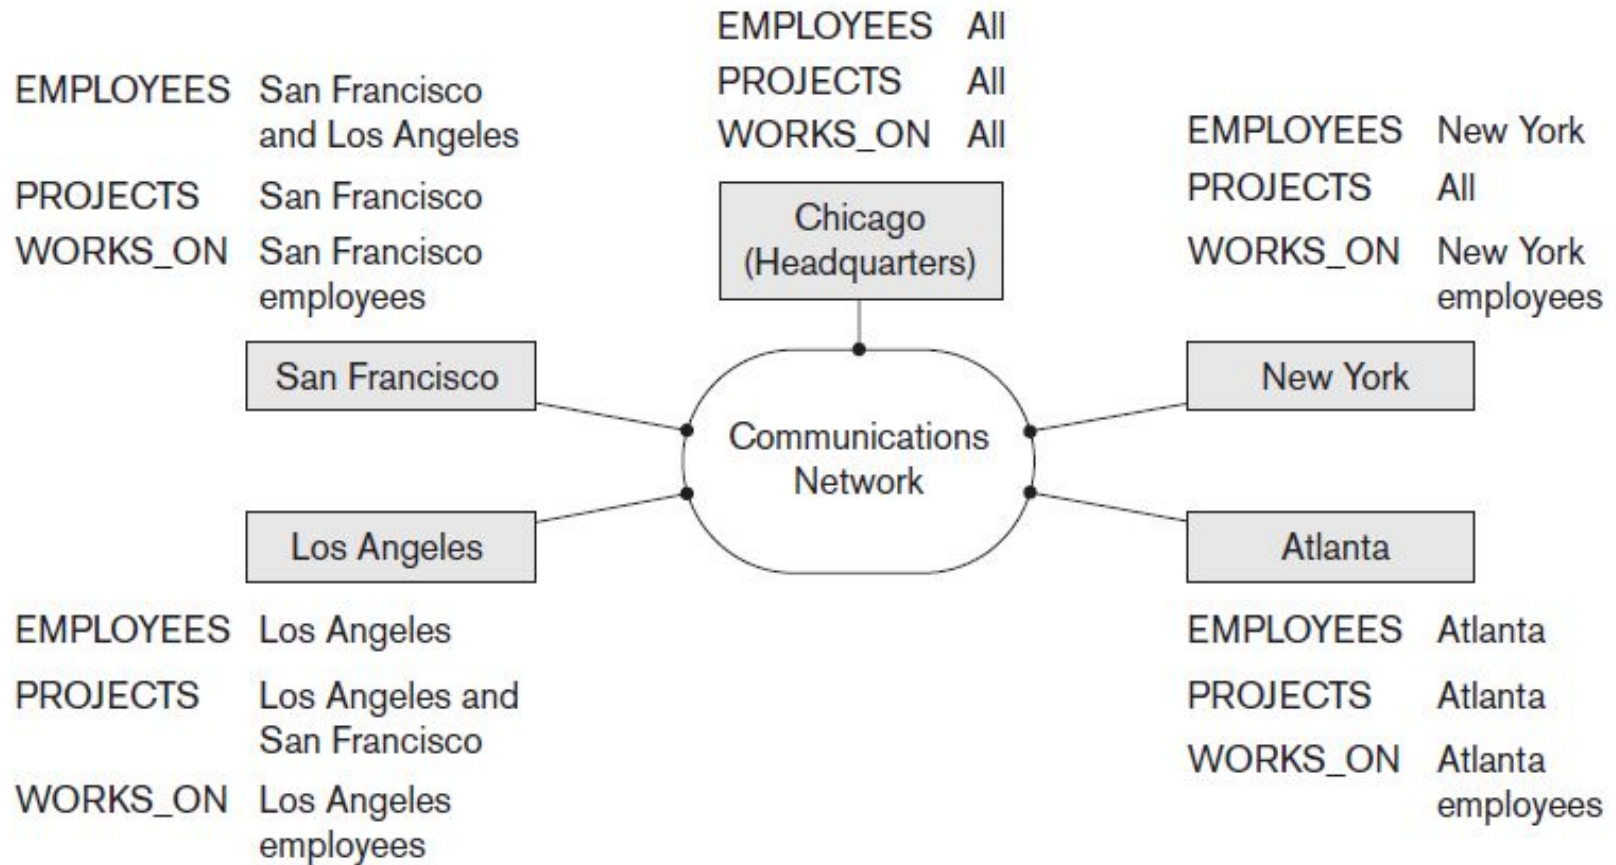 EMPLOYEES All
PROJECTS All
WORKS_ON All
Chicago
(Headquarters)
EMPLOYEES San Francisco
and Los Angeles
PROJECTS San Francisco
WORKS_ON San Francisco
employees
San Francisco
EMPLOYEES New York
PROJECTS All
WORKS_ON New York
employees
New York
Communications
Network
Los Angeles
EMPLOYEES Los Angeles
PROJECTS Los Angeles and
San Francisco
WORKS_ON Los Angeles
employees
Atlanta
EMPLOYEES Atlanta
PROJECTS Atlanta
WORKS_ON Atlanta
employees